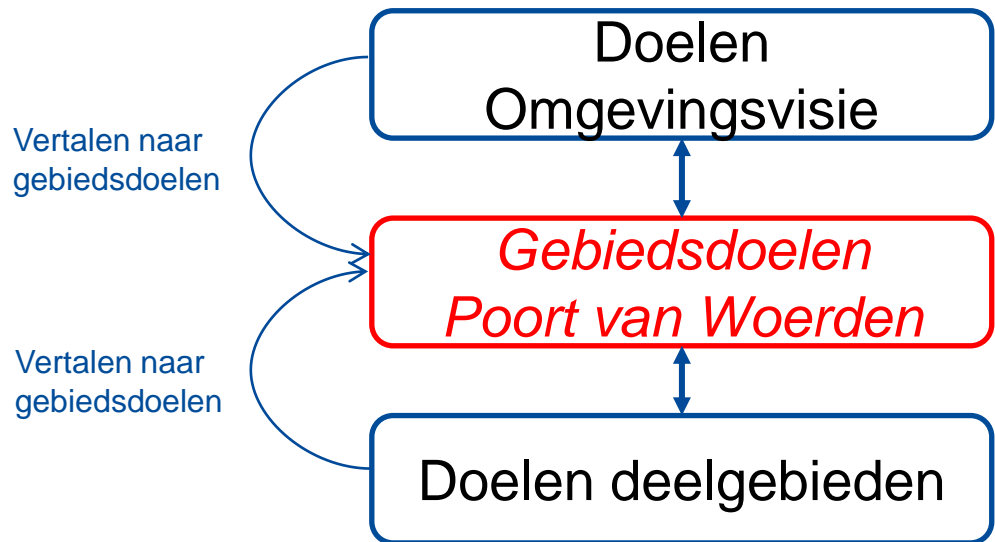 Doelen
Omgevingsvisie
Vertalen naar
gebiedsdoelen
Gebiedsdoelen
Poort van Woerden
Vertalen naar
gebiedsdoelen
Doelen deelgebieden